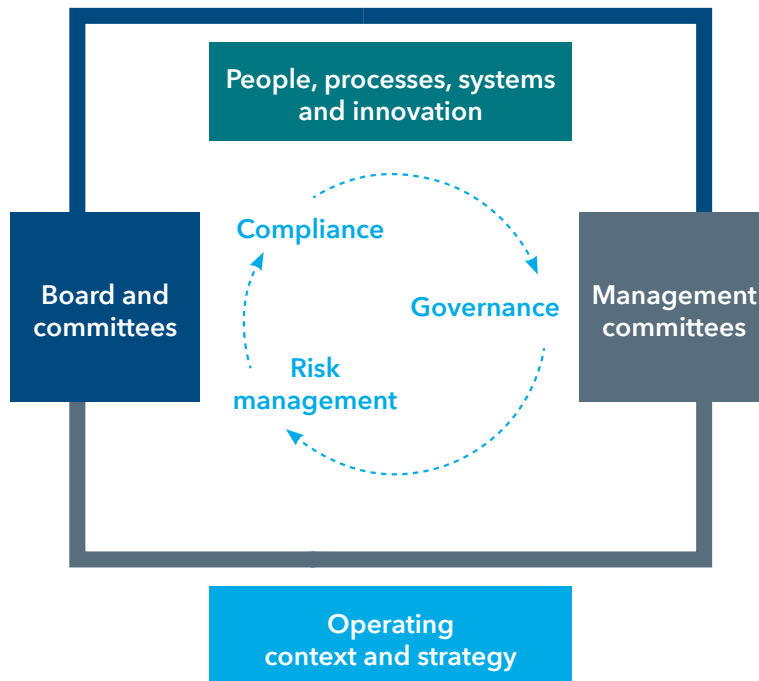 People, processes, systems
and innovation
Compliance
Board and
committees
Governance
Management
committees
Risk
management
Operating
context and strategy